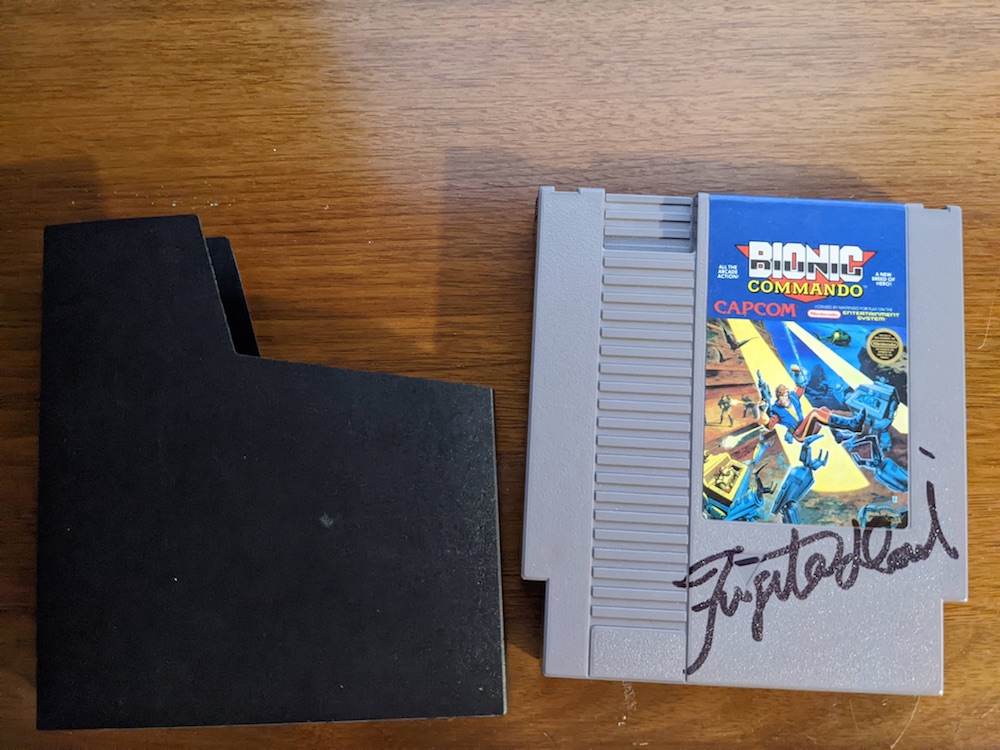 BIONIC
COMMANDO
ALL THE
ARCADE
ACTION!
A NEW
BREED OF
HERO!
CAPCOM
LICENSED BY NINTENDO FOR PLAY ON THE
Nintendo ENTERTAINMENT
SYSTEM
Fujita